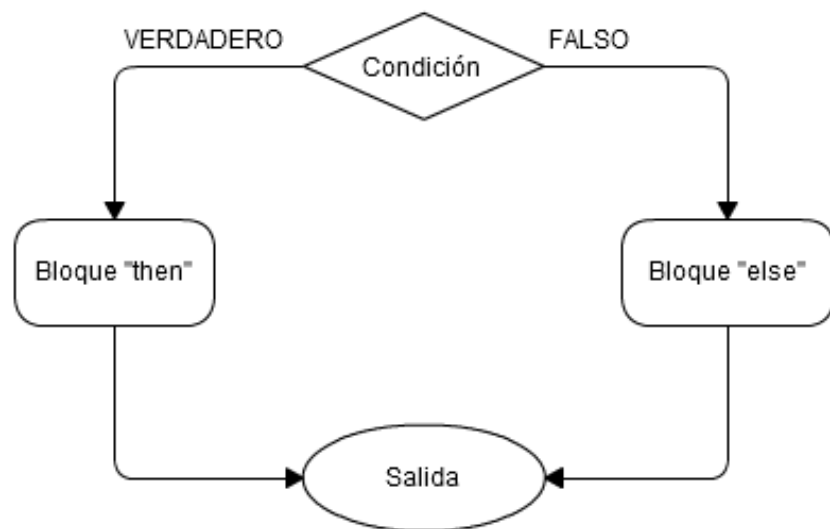 VERDADERO
FALSO
Condición
Bloque "then"
Bloque "else"
Salida